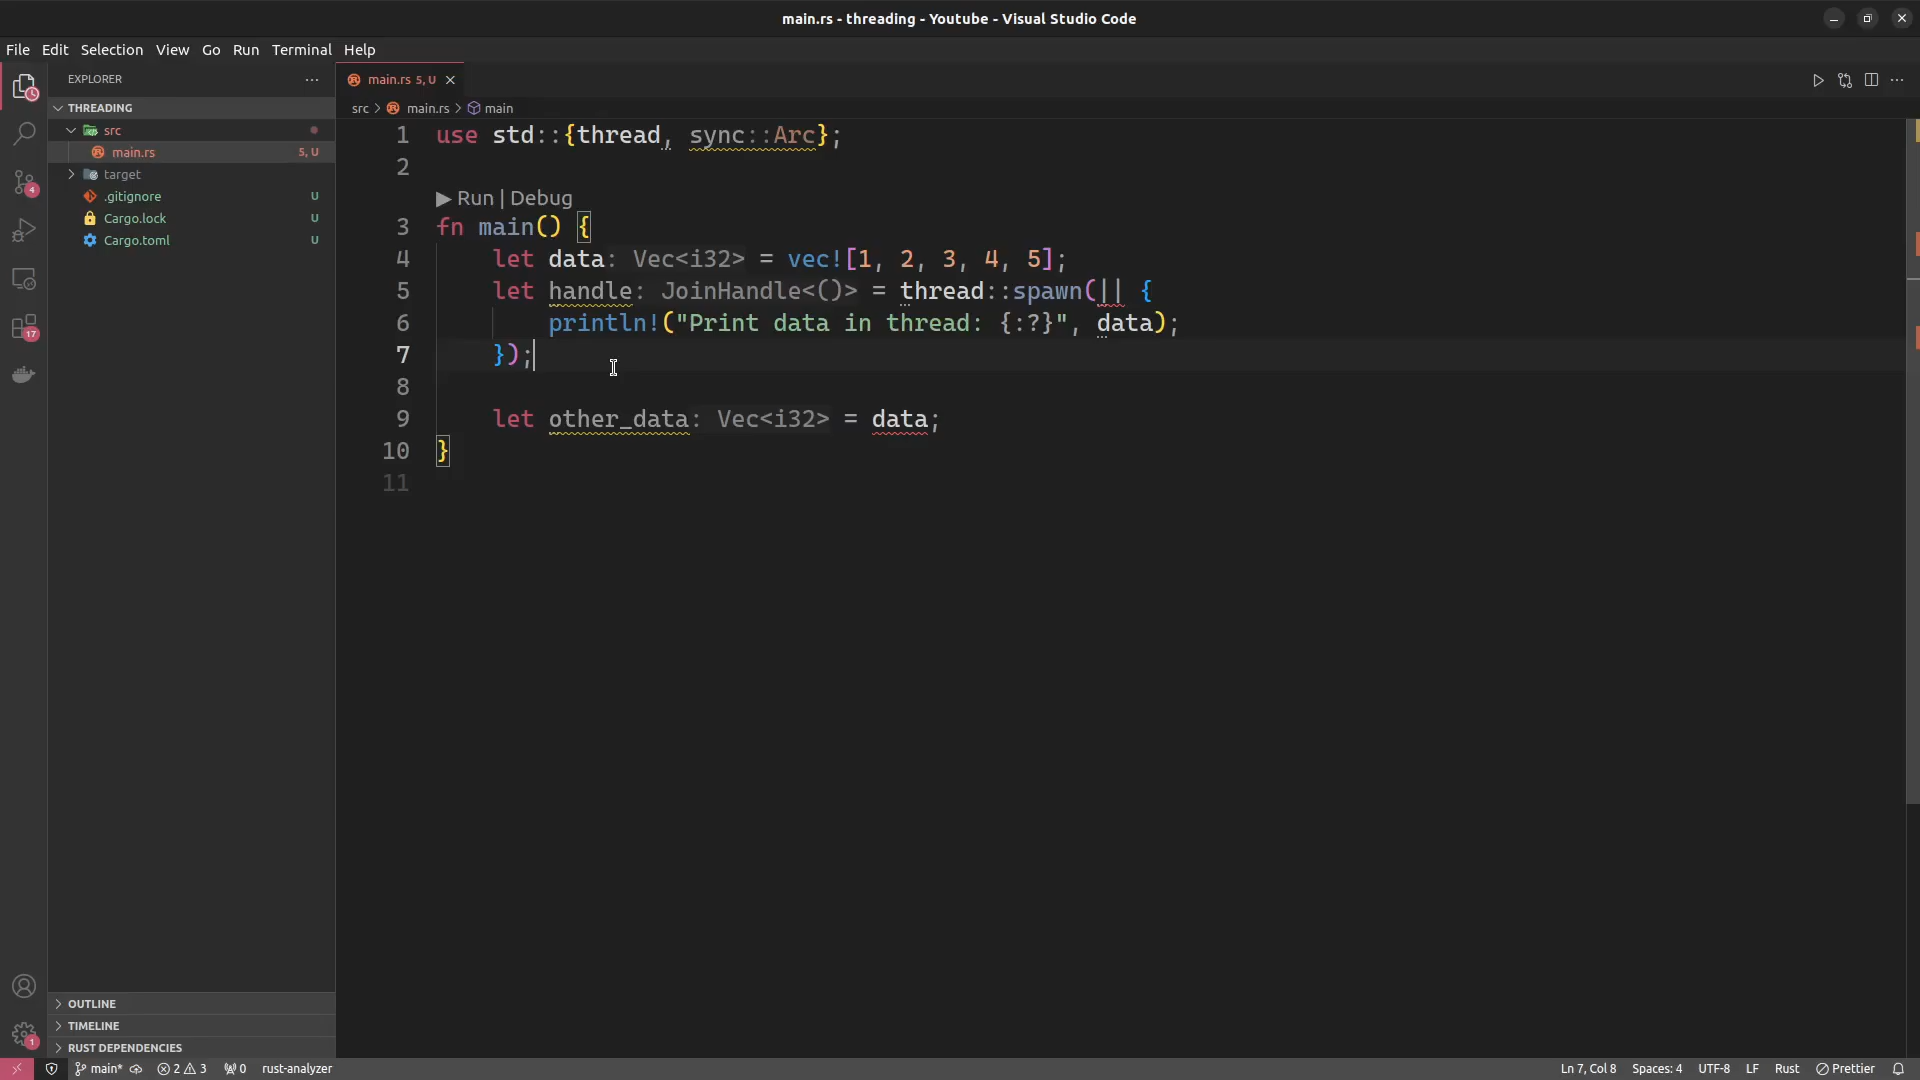 main.rs - threading - Youtube - Visual Studio Code
File Edit Selection View Go Run Terminal Help
EXPLORER
THREADING
src
main.rs 5, U
target
.gitignore U
Cargo.lock U
Cargo.toml U
OUTLINE
TIMELINE
RUST DEPENDENCIES
4
17
1
main.rs 5, U
src > main.rs > main
1 use std::{thread, sync::Arc};
2
Run | Debug
3 fn main() {
4 let data: Vec<i32> = vec![1, 2, 3, 4, 5];
5 let handle: JoinHandle<()> = thread::spawn(|| {
6 println!("Print data in thread: {:?}", data);
7 });
8
9 let other_data: Vec<i32> = data;
10 }
11
main* 2 3 0 rust-analyzer Ln 7, Col 8 Spaces: 4 UTF-8 LF Rust Prettier